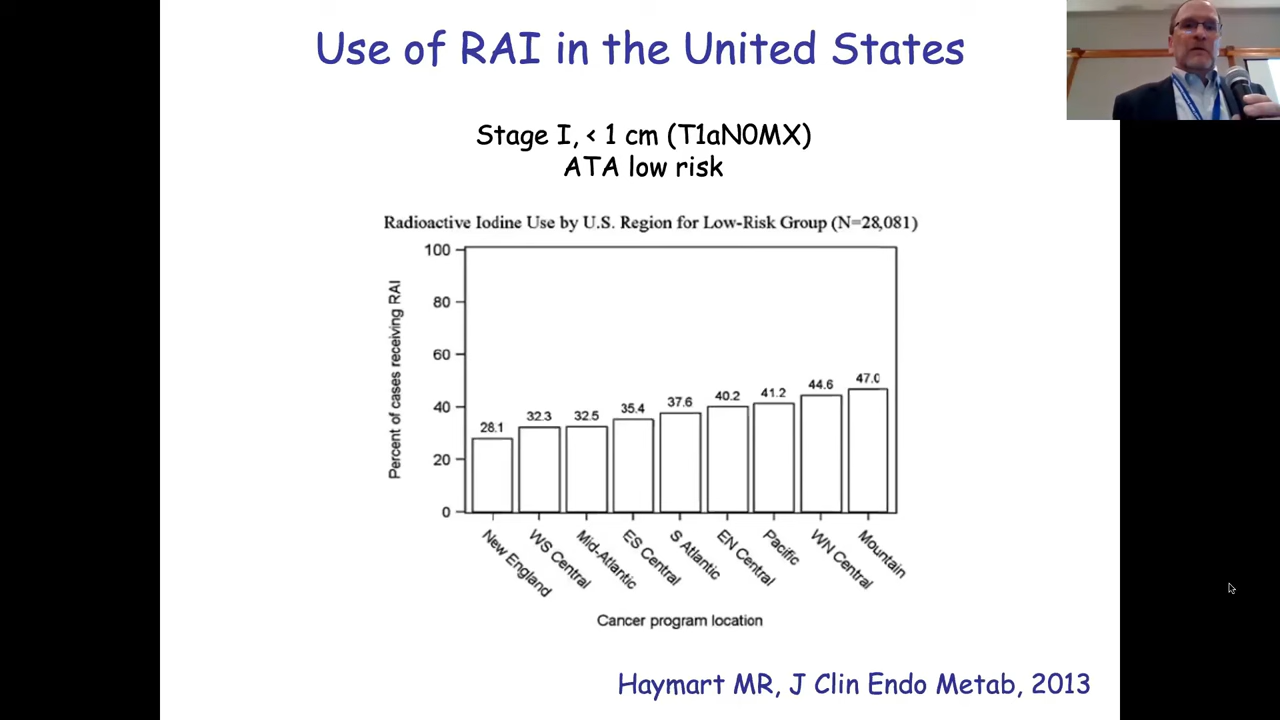 Use of RAI in the United States
Stage I, < 1 cm (T1aN0MX)
ATA low risk
Radioactive Iodine Use by U.S. Region for Low-Risk Group (N=28,081)
Percent of cases receiving RAI
100
80
60
40
20
0
28.1
32.3
32.5
35.4
37.6
40.2
41.2
44.6
47.0
New England
WS Central
Mid-Atlantic
ES Central
S Atlantic
EN Central
Pacific
WN Central
Mountain
Cancer program location
Haymart MR, J Clin Endo Metab, 2013